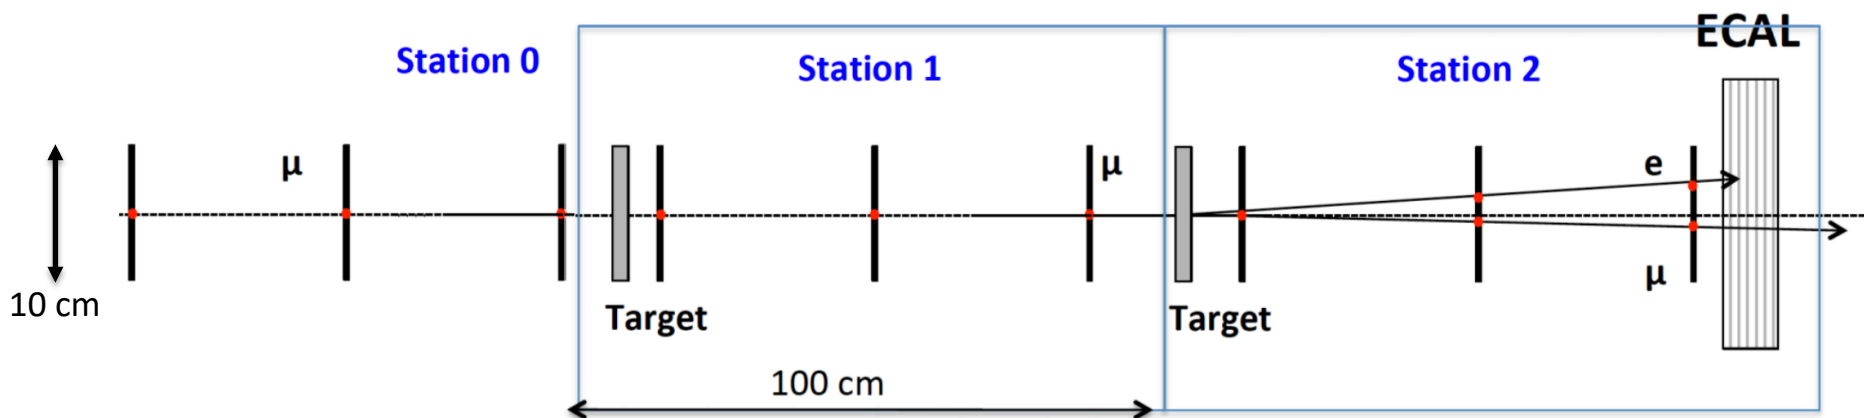 ECAL
Station 0
Station 1
Station 2
μ
μ
e
μ
10 cm
Target
Target
100 cm